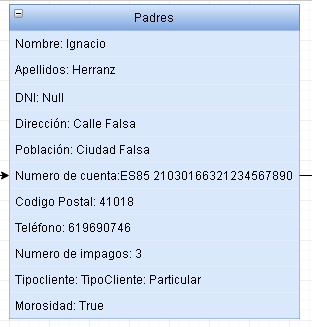 Padres
Nombre: Ignacio
Apellidos: Herranz
DNI: Null
Dirección: Calle Falsa
Población: Ciudad Falsa
Numero de cuenta:ES85 21030166321234567890
Codigo Postal: 41018
Teléfono: 619690746
Numero de impagos: 3
Tipocliente: TipoCliente: Particular
Morosidad: True